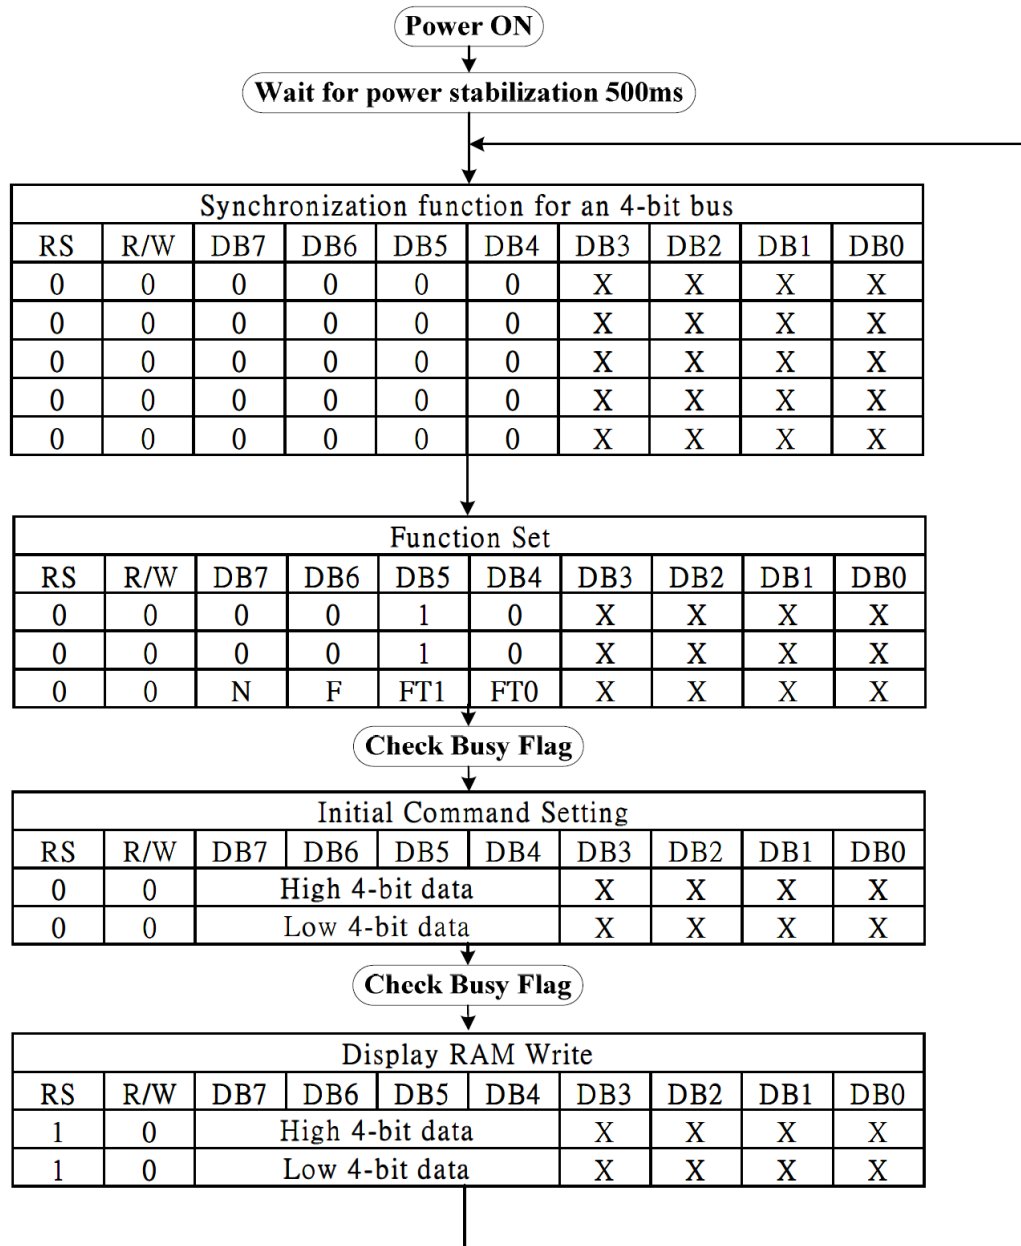 Power ON
Wait for power stabilization 500ms
Synchronization function for an 4-bit bus
RS R/W DB7 DB6 DB5 DB4 DB3 DB2 DB1 DB0
0 0 0 0 0 0 X X X X
0 0 0 0 0 0 X X X X
0 0 0 0 0 0 X X X X
0 0 0 0 0 0 X X X X
0 0 0 0 0 0 X X X X
Function Set
RS R/W DB7 DB6 DB5 DB4 DB3 DB2 DB1 DB0
0 0 0 0 1 0 X X X X
0 0 0 0 1 0 X X X X
0 0 N F FT1 FT0 X X X X
Check Busy Flag
Initial Command Setting
RS R/W DB7 DB6 DB5 DB4 DB3 DB2 DB1 DB0
0 0 High 4-bit data X X X X
0 0 Low 4-bit data X X X X
Check Busy Flag
Display RAM Write
RS R/W DB7 DB6 DB5 DB4 DB3 DB2 DB1 DB0
1 0 High 4-bit data X X X X
1 0 Low 4-bit data X X X X